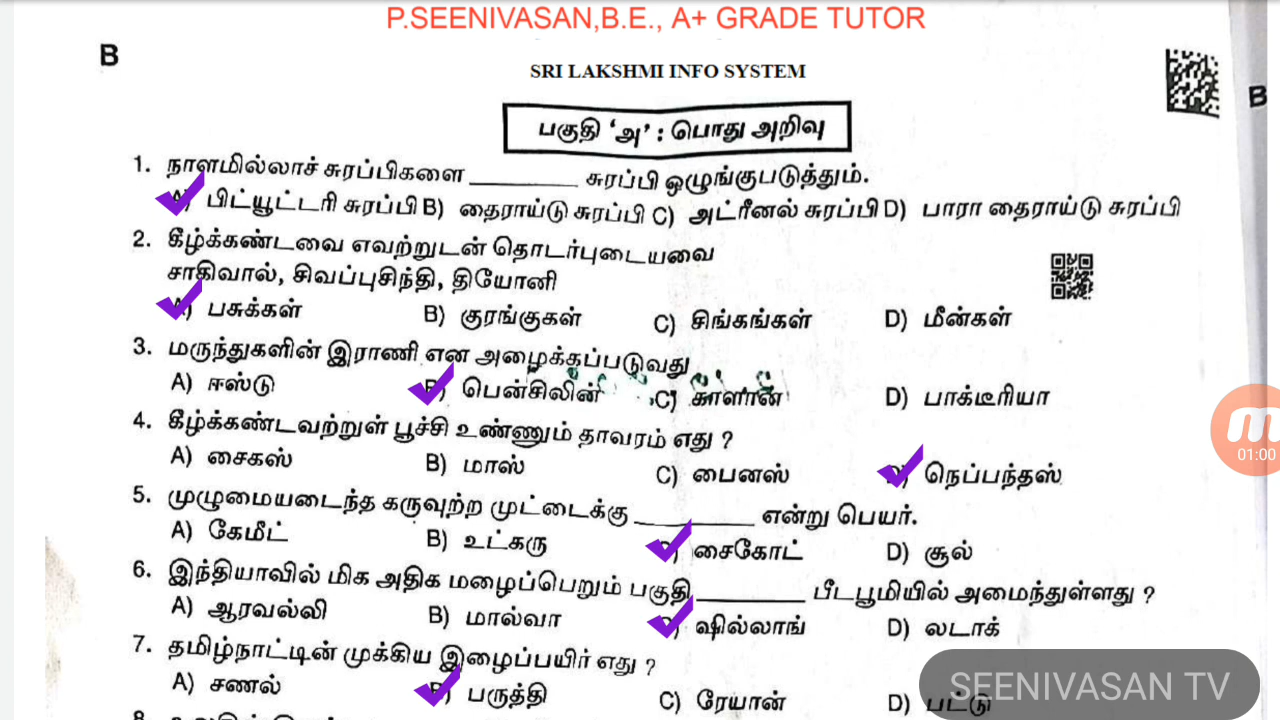 P.SEENIVASAN,B.E., A+ GRADE TUTOR
B
SRI LAKSHMI INFO SYSTEM
B
பகுதி ‘அ’ : பொது அறிவு
1. நாளமில்லாச் சுரப்பிகளை ________ சுரப்பி ஒழுங்குபடுத்தும்.
A) பிட்யூட்டரி சுரப்பி B) தைராய்டு சுரப்பி C) அட்ரீனல் சுரப்பி D) பாரா தைராய்டு சுரப்பி
2. கீழ்க்கண்டவை எவற்றுடன் தொடர்புடையவை
சாகிவால், சிவப்புசிந்தி, தியோனி
A) பசுக்கள் B) குரங்குகள் C) சிங்கங்கள் D) மீன்கள்
3. மருந்துகளின் இராணி என அழைக்கப்படுவது
A) ஈஸ்டு B) பென்சிலின் C) காளான் D) பாக்டீரியா
4. கீழ்க்கண்டவற்றுள் பூச்சி உண்ணும் தாவரம் எது ?
A) சைகஸ் B) மாஸ் C) பைனஸ் D) நெப்பந்தஸ்
01:00
5. முழுமையடைந்த கருவுற்ற முட்டைக்கு ________ என்று பெயர்.
A) கேமீட் B) உட்கரு C) சைகோட் D) சூல்
6. இந்தியாவில் மிக அதிக மழைப்பெறும் பகுதி ________ பீடபூமியில் அமைந்துள்ளது ?
A) ஆரவல்லி B) மால்வா C) ஷில்லாங் D) லடாக்
7. தமிழ்நாட்டின் முக்கிய இழைப்பயிர் எது ?
A) சணல் B) பருத்தி C) ரேயான் D) பட்டு
SEENIVASAN TV
8.